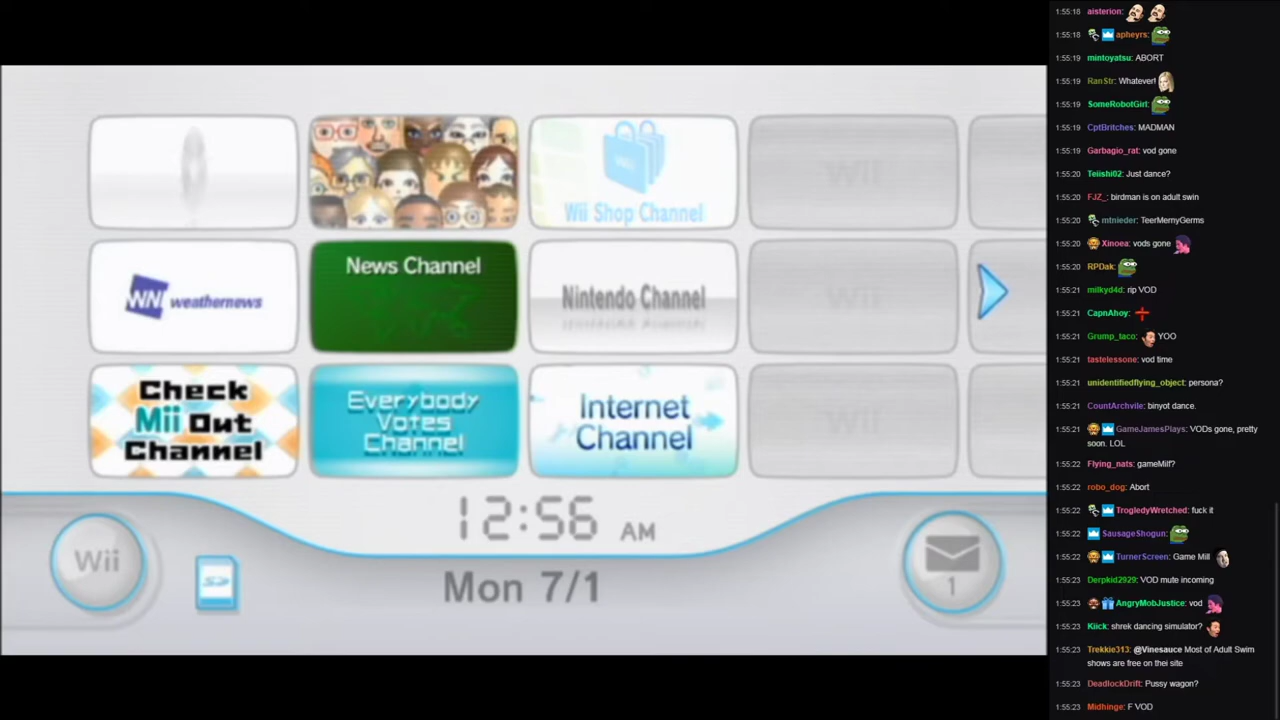 Wii Shop Channel
Wii
WN weathernews
News Channel
Nintendo Channel
Wii
Check
Mii Out
Channel
Everybody
Votes
Channel
Internet
Channel
Wii
12:56 AM
Wii
SD
Mon 7/1
1
1:55:18 aisterion:
1:55:18 apheyrs:
1:55:19 mintoyatsu: ABORT
1:55:19 RanStr: Whatever!
1:55:19 SomeRobotGirl:
1:55:19 CptBritches: MADMAN
1:55:19 Garbagio_rat: vod gone
1:55:20 Teiishi02: Just dance?
1:55:20 FJZ_: birdman is on adult swin
1:55:20 mtnieder: TeerMemyGerms
1:55:20 Xinoea: vods gone
1:55:20 RPDak:
1:55:21 milkyd4d: rip VOD
1:55:21 CapnAhoy:
1:55:21 Grump_taco: YOO
1:55:21 tastelessone: vod time
1:55:21 unidentifiedflying_object: persona?
1:55:21 CountArchvile: binyot dance.
1:55:21 GameJamesPlays: VODs gone, pretty
soon. LOL
1:55:22 Flying_nats: gameMilf?
1:55:22 robo_dog: Abort
1:55:22 TrogledyWretched: fuck it
1:55:22 SausageShogun:
1:55:22 TurnerScreen: Game Mill
1:55:23 Derpkid2929: VOD mute incoming
1:55:23 AngryMobJustice: vod
1:55:23 Kiick: shrek dancing simulator?
1:55:23 Trekkie313: @Vinesauce Most of Adult Swim
shows are free on thei site
1:55:23 DeadlockDrift: Pussy wagon?
1:55:23 Midhinge: F VOD